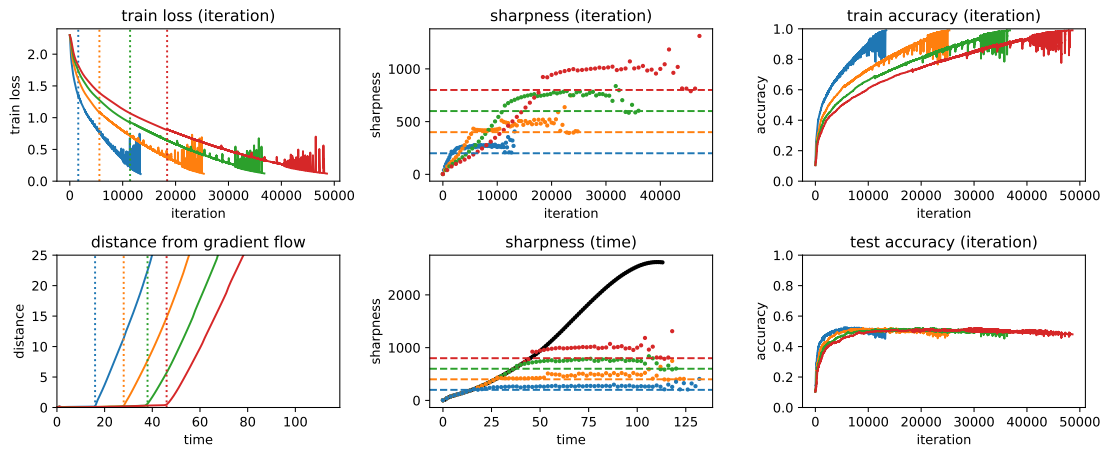 train loss (iteration)
2.0
1.5
1.0
0.5
0.0
train loss
0 10000 20000 30000 40000 50000
iteration
sharpness (iteration)
1000
500
0
sharpness
0 10000 20000 30000 40000
iteration
train accuracy (iteration)
1.0
0.8
0.6
0.4
0.2
0.0
accuracy
0 10000 20000 30000 40000 50000
iteration
distance from gradient flow
25
20
15
10
5
0
distance
0 20 40 60 80 100
time
sharpness (time)
2000
1000
0
sharpness
0 25 50 75 100 125
time
test accuracy (iteration)
1.0
0.8
0.6
0.4
0.2
0.0
accuracy
0 10000 20000 30000 40000 50000
iteration